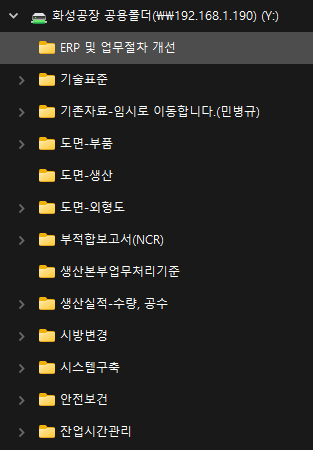 화성공장 공용폴더(₩₩192.168.1.190) (Y:)
ERP 및 업무절차 개선
기술표준
기존자료-임시로 이동합니다.(민병규)
도면-부품
도면-생산
도면-외형도
부적합보고서(NCR)
생산본부업무처리기준
생산실적-수량, 공수
시방변경
시스템구축
안전보건
잔업시간관리